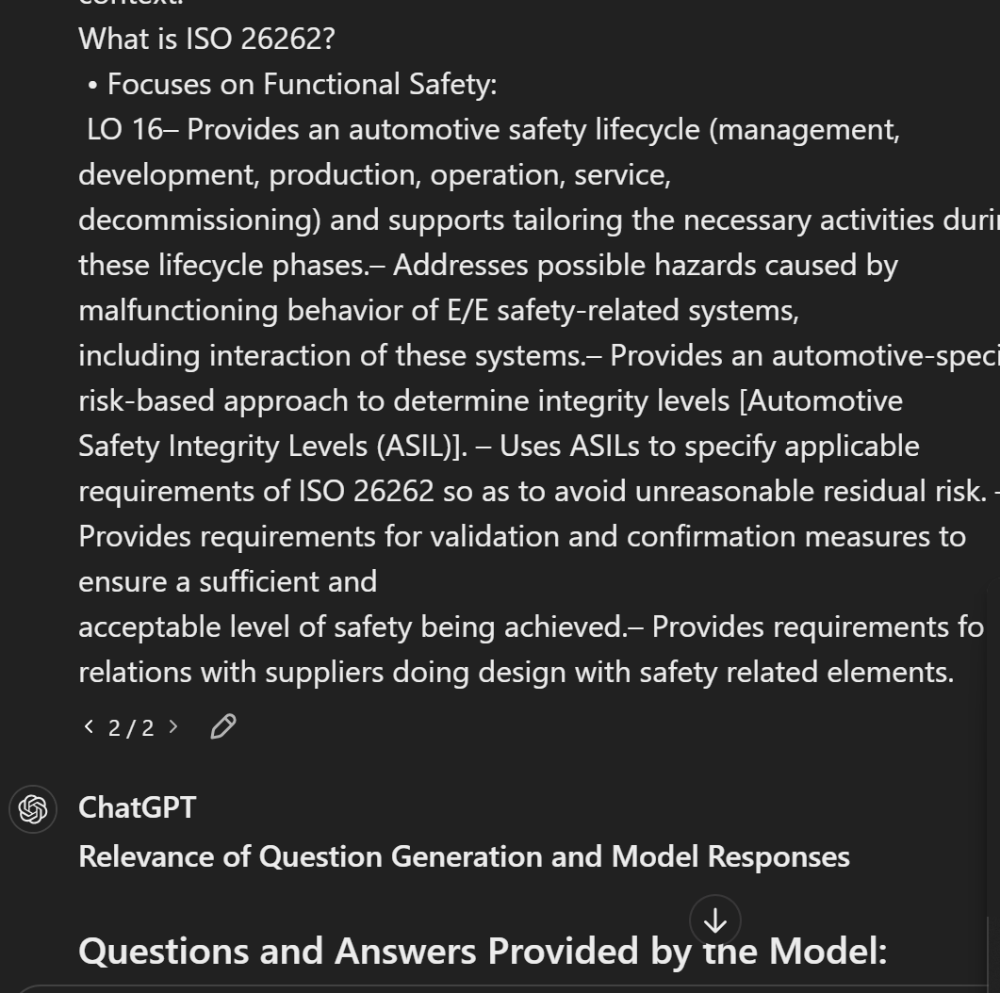 context.
What is ISO 26262?
• Focuses on Functional Safety:
LO 16– Provides an automotive safety lifecycle (management,
development, production, operation, service,
decommissioning) and supports tailoring the necessary activities
these lifecycle phases.– Addresses possible hazards caused by
malfunctioning behavior of E/E safety-related systems,
including interaction of these systems.– Provides an
risk-based approach to determine integrity levels [Automotive
Safety Integrity Levels (ASIL)]. – Uses ASILs to specify applicable
requirements of ISO 26262 so as to avoid unreasonable residual risk. -
Provides requirements for validation and confirmation measures to
ensure a sufficient and
acceptable level of safety being achieved.– Provides requirements fo
relations with suppliers doing design with safety related elements.
< 2 / 2 >
ChatGPT
Relevance of Question Generation and Model Responses
Questions and Answers Provided by the Model: